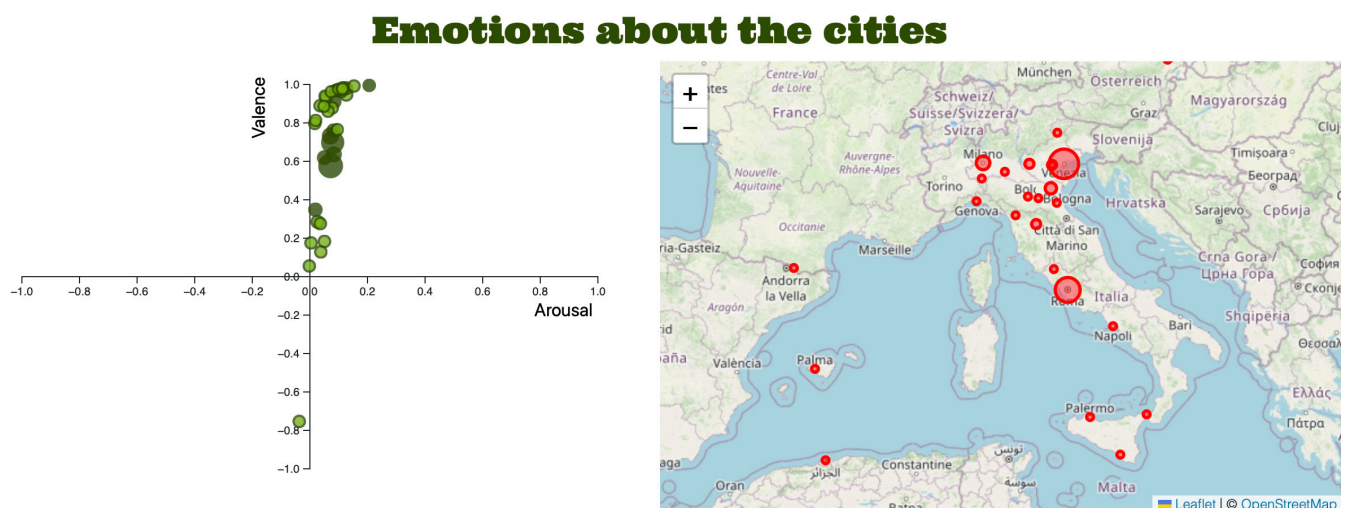 Emotions about the cities
Valence
1.0
0.8
0.6
0.4
0.2
0.0
−0.2
−0.4
−0.6
−0.8
−1.0
−1.0
−0.8
−0.6
−0.4
−0.2
0.0
0.2
0.4
0.6
0.8
1.0
Arousal
+
−
Centre-Val
de Loire
München
Österreich
France
Schweiz/
Suisse/Svizzera/
Svizra
Magyarország
Graz
Slovenija
Milano
Auvergne-
Rhône-Alpes
Venezia
Timișoara
Nouvelle-
Aquitaine
Torino
Београд
Bologna
Hrvatska
Genova
Sarajevo
Србија
Occitanie
Città di San
Marino
Marseille
Crna Gora /
Црна Гора
София
Andorra
la Vella
Roma
Italia
Aragón
Shqipëria
Bari
Napoli
València
Palma
Ελλάς
Palermo
Πάτρα
تونس
Constantine
الجزائر
سوسة
Oran
Malta
Leaflet | © OpenStreetMap